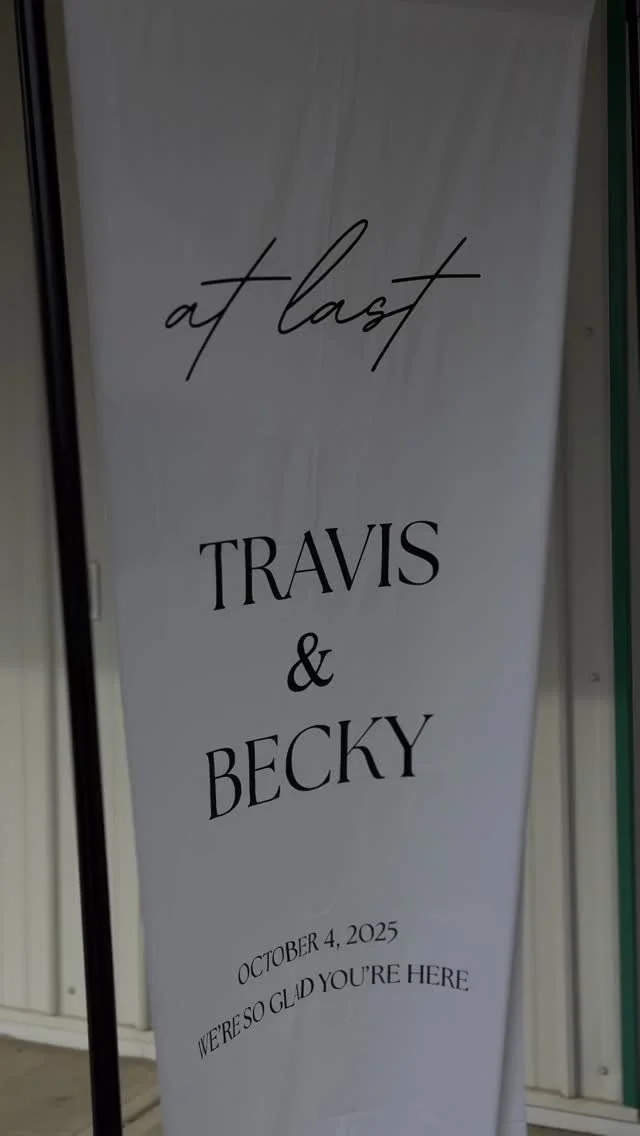 at last
TRAVIS
&
BECKY
OCTOBER 4, 2025
WE'RE SO GLAD YOU'RE HERE